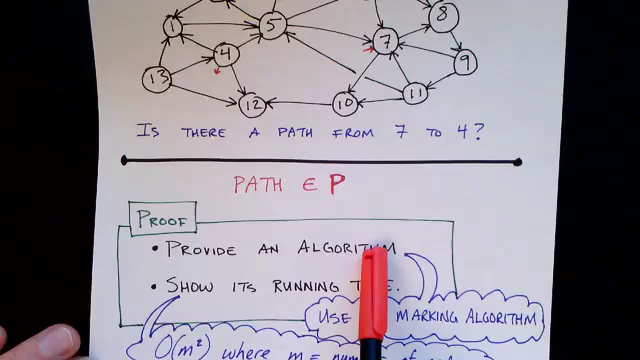 1
5
7
8
4
9
13
12
10
11
IS THERE A PATH FROM 7 TO 4?
PATH ∈ P
PROOF
• PROVIDE AN ALGORITHM
• SHOW ITS RUNNING
USE MARKING ALGORITHM
O(m²) where m =